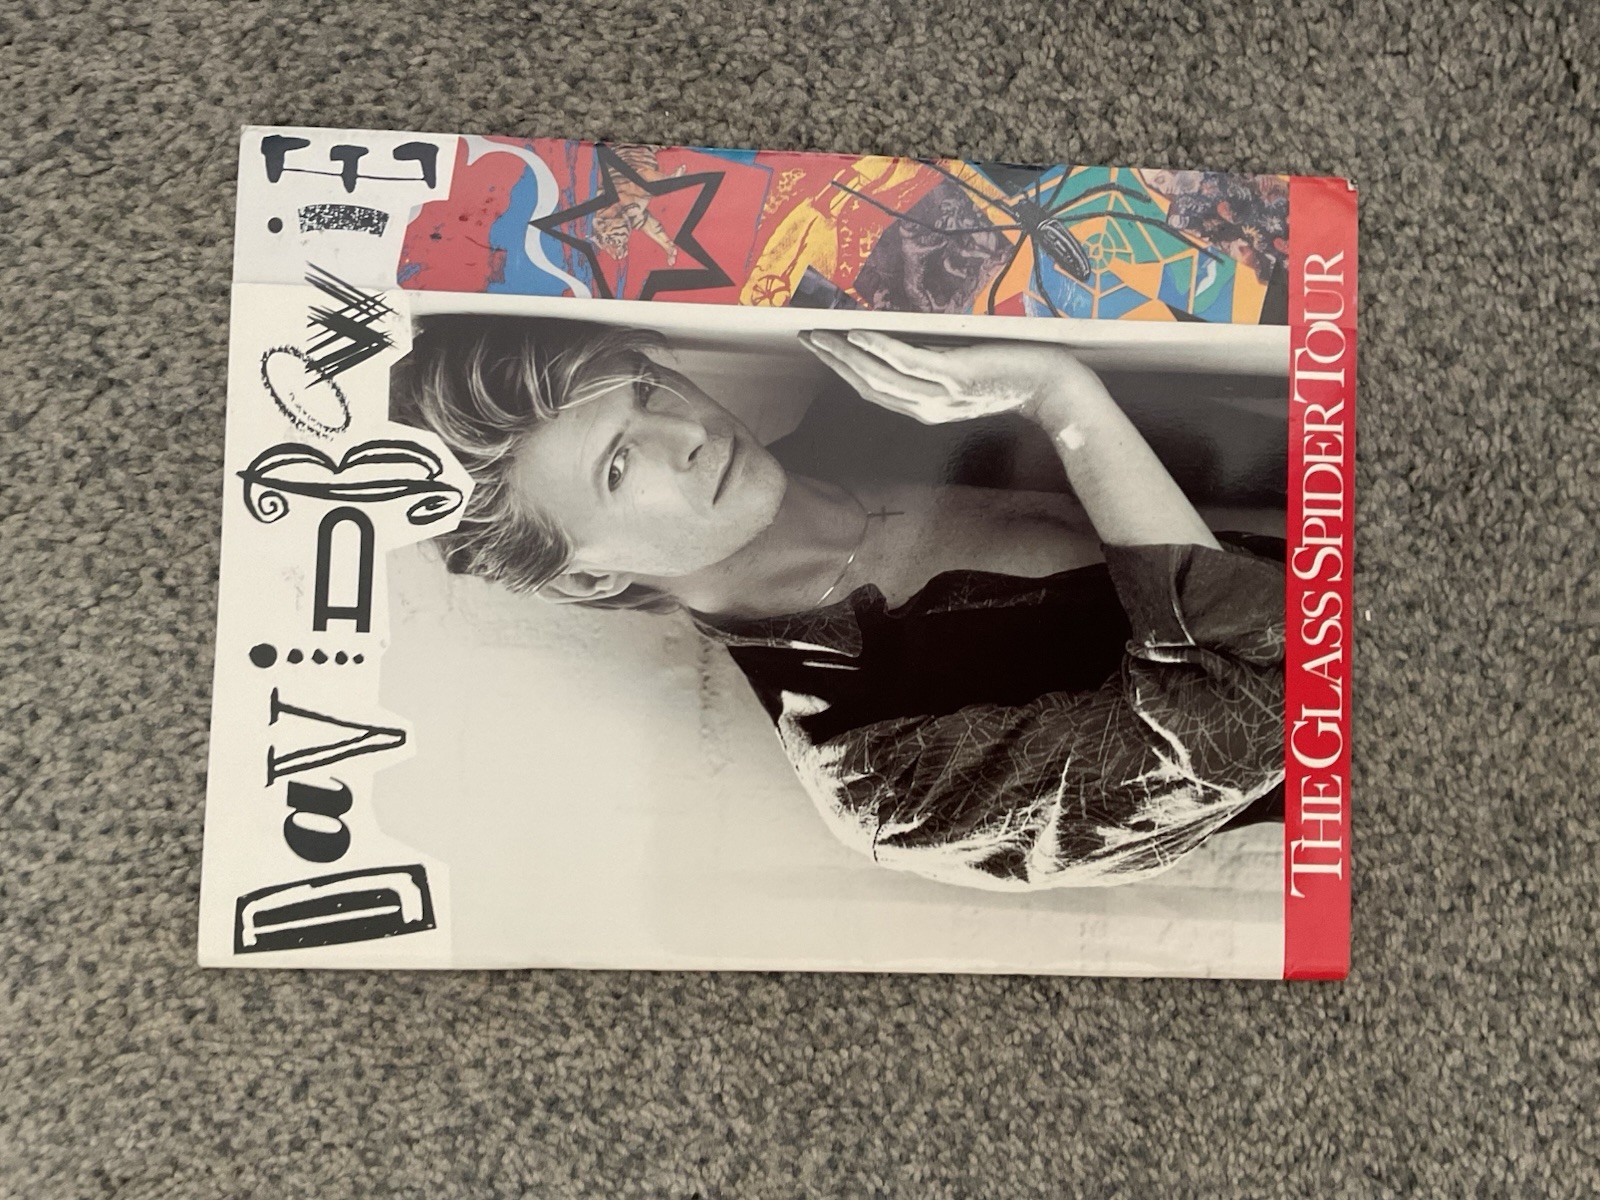 DaviD BowiE
THE GLASS SPIDER TOUR